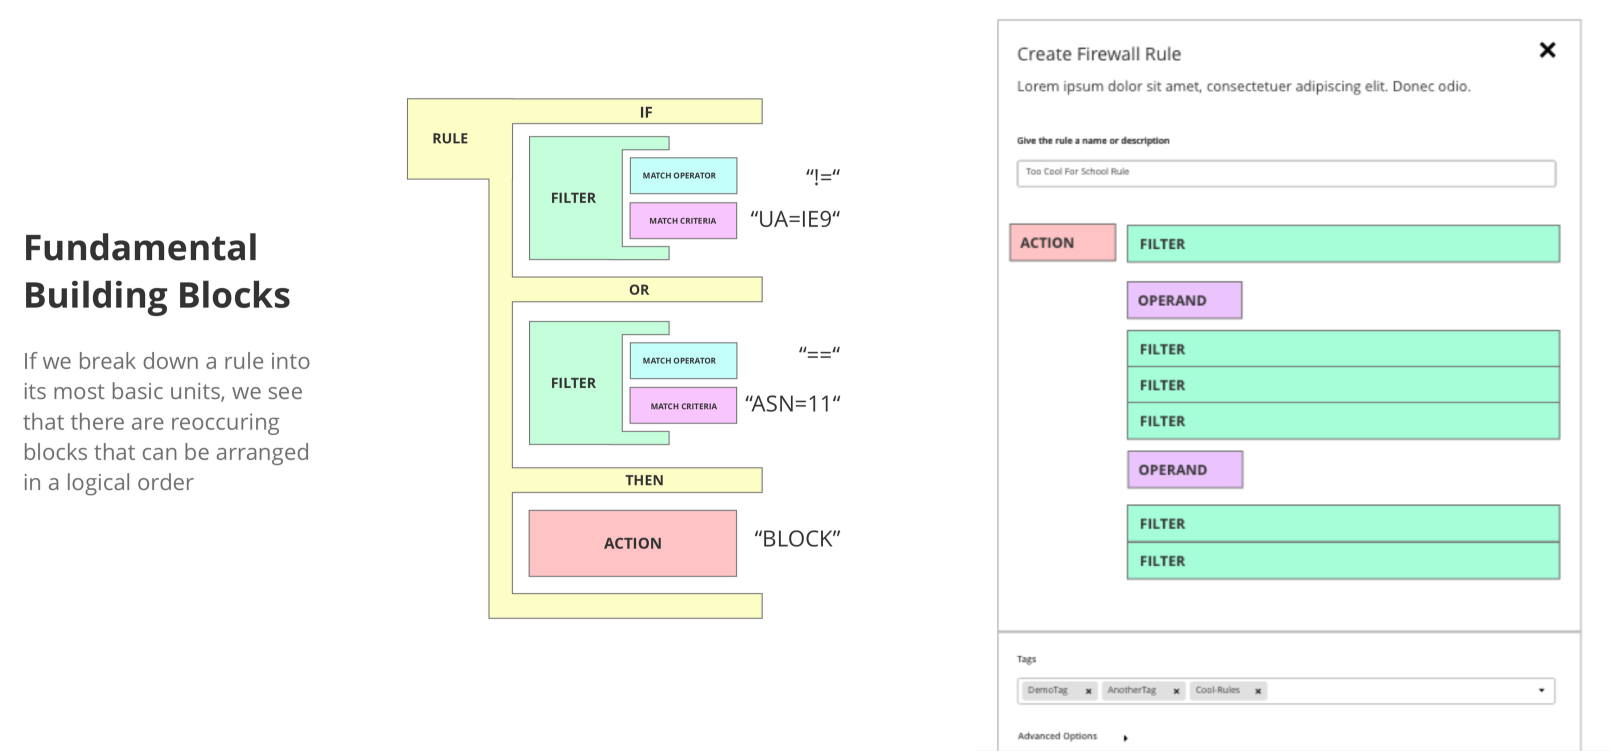 Fundamental
Building Blocks
If we break down a rule into
its most basic units, we see
that there are reoccuring
blocks that can be arranged
in a logical order
RULE
IF
FILTER
MATCH OPERATOR
“!=“
MATCH CRITERIA
“UA=IE9“
OR
FILTER
MATCH OPERATOR
“==“
MATCH CRITERIA
“ASN=11“
THEN
ACTION
“BLOCK”
Create Firewall Rule
Lorem ipsum dolor sit amet, consectetuer adipiscing elit. Donec odio.
Give the rule a name or description
Too Cool For School Rule
ACTION
FILTER
OPERAND
FILTER
FILTER
FILTER
OPERAND
FILTER
FILTER
Tags
DemoTag
AnotherTag
Cool-Rules
Advanced Options